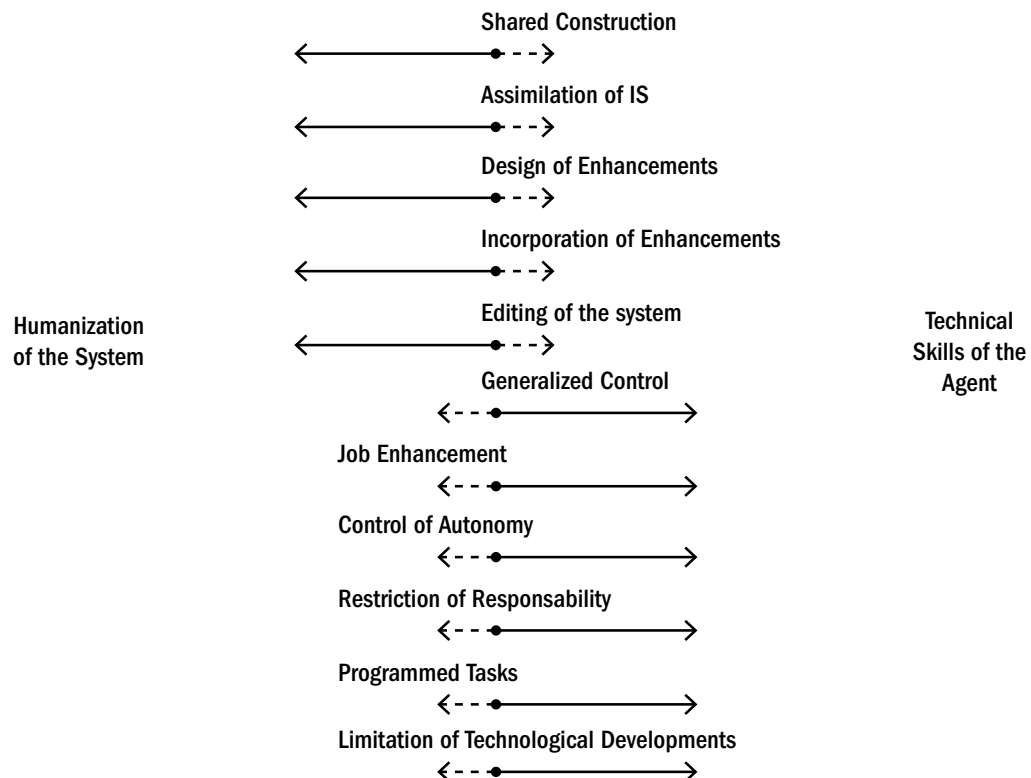 Shared Construction
Assimilation of IS
Design of Enhancements
Incorporation of Enhancements
Editing of the system
Humanization
of the System
Technical
Skills of the
Agent
Generalized Control
Job Enhancement
Control of Autonomy
Restriction of Responsability
Programmed Tasks
Limitation of Technological Developments